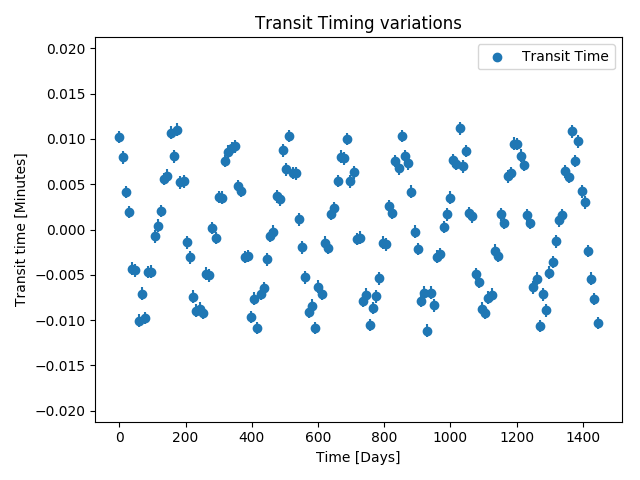 Transit Timing variations
Transit Time
Transit time [Minutes]
0.020
0.015
0.010
0.005
0.000
−0.005
−0.010
−0.015
−0.020
0 200 400 600 800 1000 1200 1400
Time [Days]